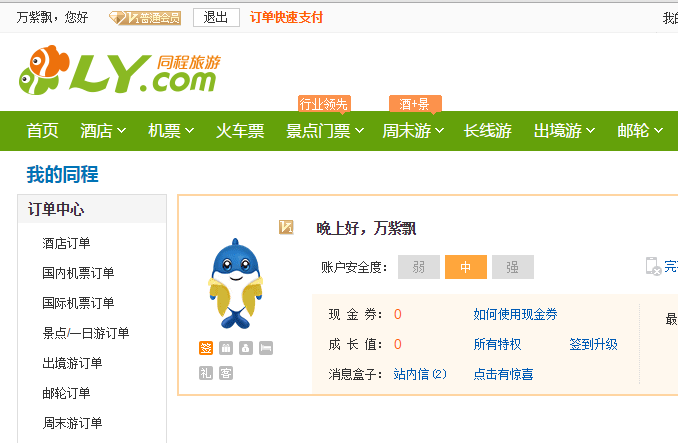 万紫飘，您好 V1普通会员 退出 订单快速支付 我的
LY.com 同程旅游
行业领先 酒+景
首页 酒店 机票 火车票 景点门票 周末游 长线游 出境游 邮轮
我的同程
订单中心
酒店订单
国内机票订单
国际机票订单
景点/一日游订单
出境游订单
邮轮订单
周末游订单
V1 晚上好，万紫飘
账户安全度： 弱 中 强 完
现 金 券： 0 如何使用现金券 最
成 长 值： 0 所有特权 签到升级
消息盒子： 站内信(2) 点击有惊喜
签
礼 客